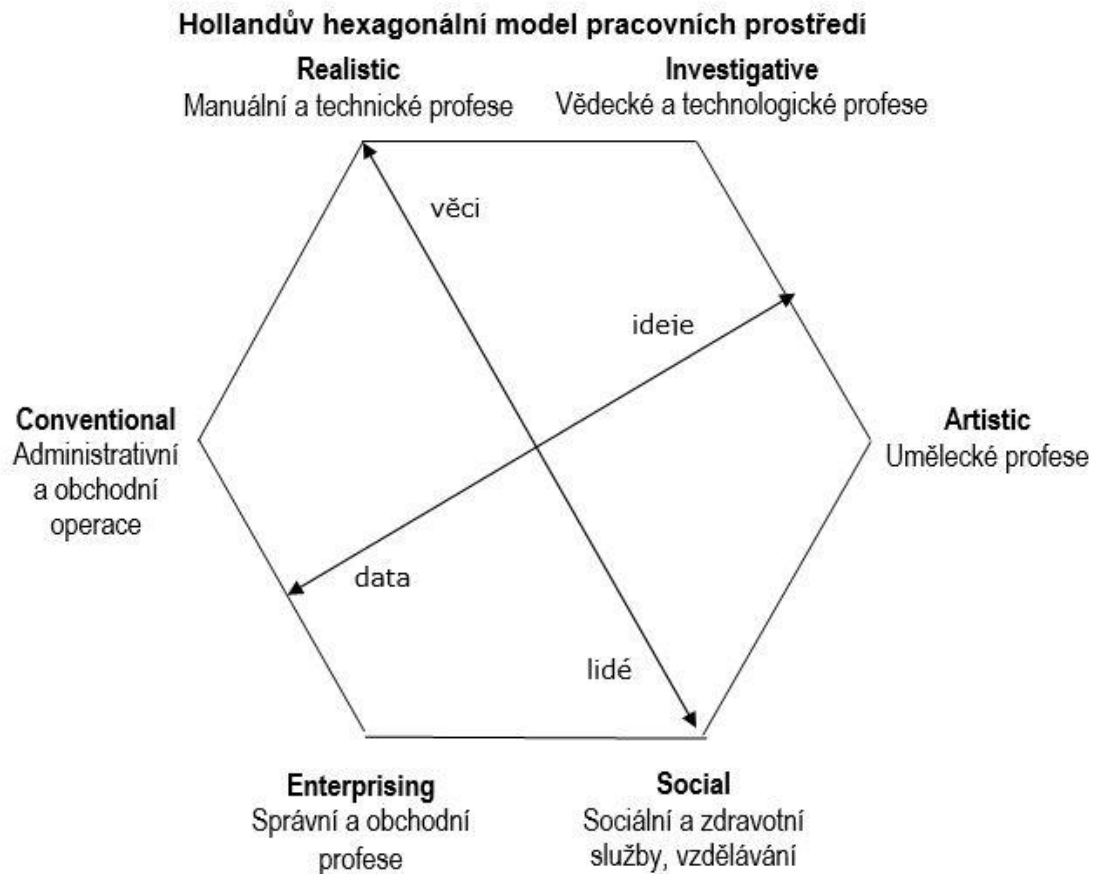 Hollandův hexagonální model pracovních prostředí
Realistic
Manuální a technické profese
Investigative
Vědecké a technologické profese
věci
ideje
Conventional
Administrativní
a obchodní
operace
Artistic
Umělecké profese
data
lidé
Enterprising
Správní a obchodní
profese
Social
Sociální a zdravotní
služby, vzdělávání